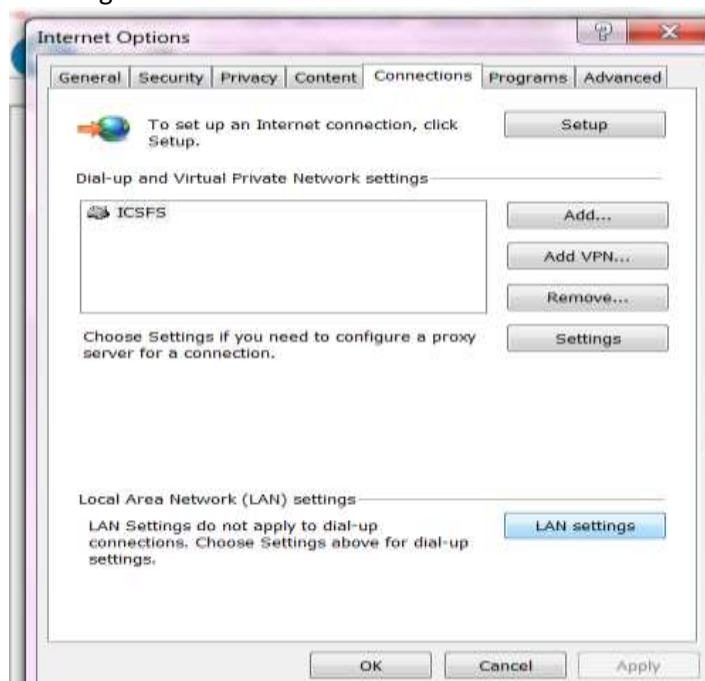 Internet Options
General Security Privacy Content Connections Programs Advanced
To set up an Internet connection, click
Setup.
Setup
Dial-up and Virtual Private Network settings
ICSFS
Add...
Add VPN...
Remove...
Choose Settings if you need to configure a proxy
server for a connection.
Settings
Local Area Network (LAN) settings
LAN Settings do not apply to dial-up
connections. Choose Settings above for dial-up
settings.
LAN settings
OK Cancel Apply